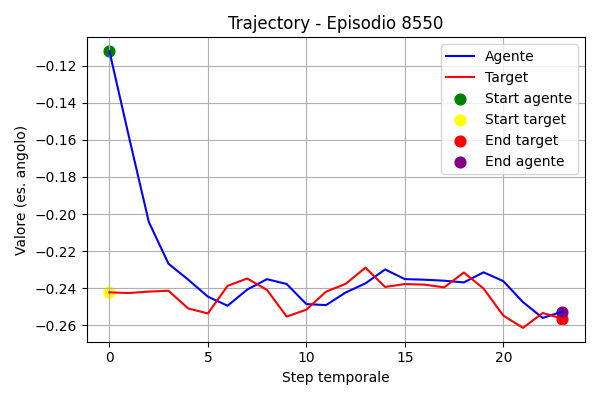 Trajectory - Episodio 8550
Valore (es. angolo)
−0.12
−0.14
−0.16
−0.18
−0.20
−0.22
−0.24
−0.26
Agente
Target
Start agente
Start target
End target
End agente
0
5
10
15
20
Step temporale